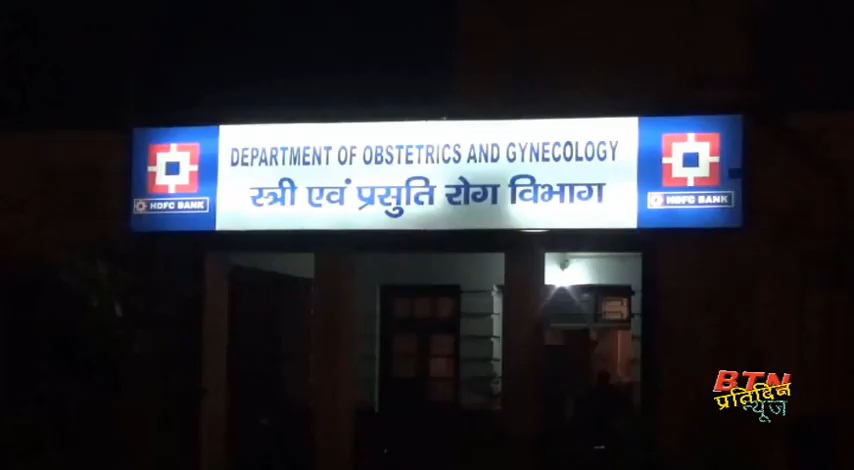 DEPARTMENT OF OBSTETRICS AND GYNECOLOGY
स्त्री एवं प्रसुति रोग विभाग
HDFC BANK
HDFC BANK
BTN
प्रतिदिन
न्यूज